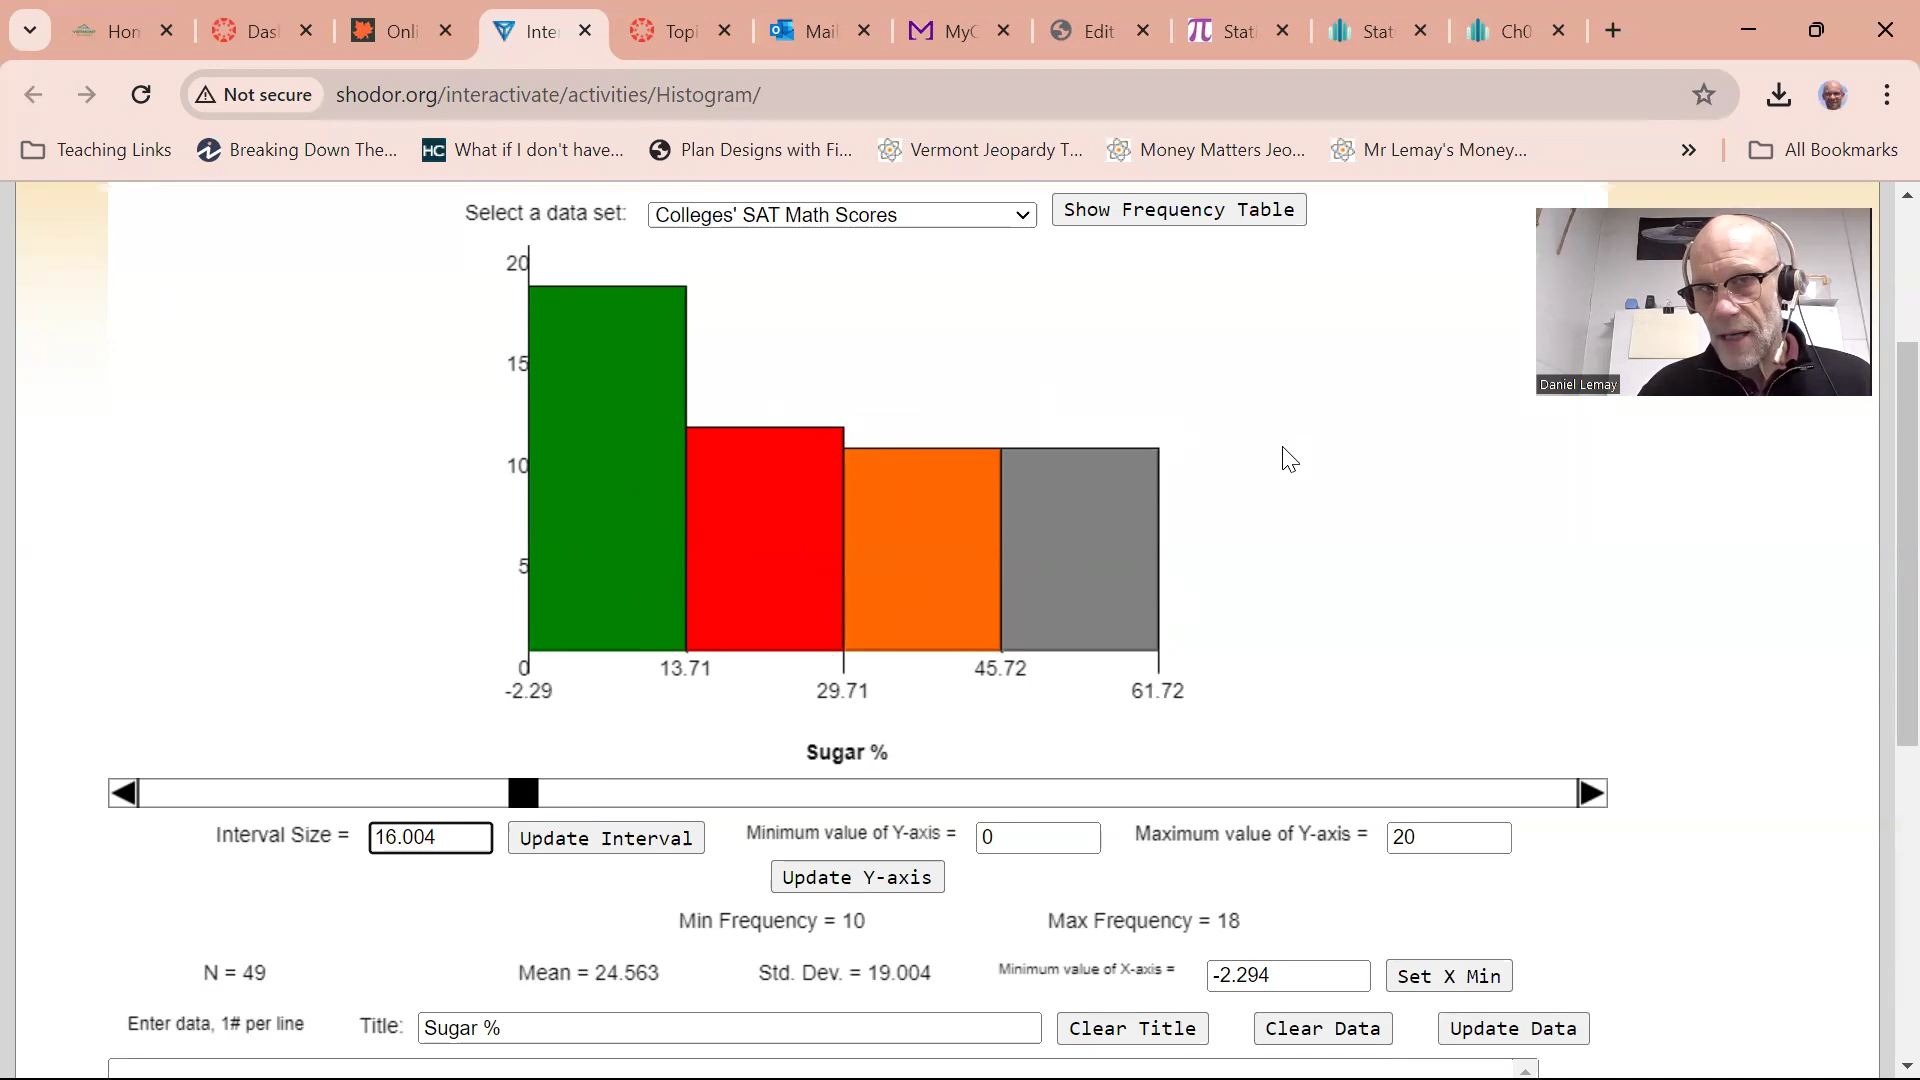 Hon
Das
Onli
Inte
Topi
Mail
MyC
Edit
Stati
Stat
Ch0
Not secure
shodor.org/interactivate/activities/Histogram/
Teaching Links
Breaking Down The...
HC What if I don't have...
Plan Designs with Fi...
Vermont Jeopardy T...
Money Matters Jeo...
Mr Lemay's Money...
All Bookmarks
Select a data set: Colleges' SAT Math Scores Show Frequency Table
20
15
10
5
0
-2.29 13.71 29.71 45.72 61.72
Sugar %
Daniel Lemay
Interval Size = 16.004 Update Interval Minimum value of Y-axis = 0 Maximum value of Y-axis = 20
Update Y-axis
Min Frequency = 10 Max Frequency = 18
N = 49 Mean = 24.563 Std. Dev. = 19.004 Minimum value of X-axis = -2.294 Set X Min
Enter data, 1# per line Title: Sugar % Clear Title Clear Data Update Data